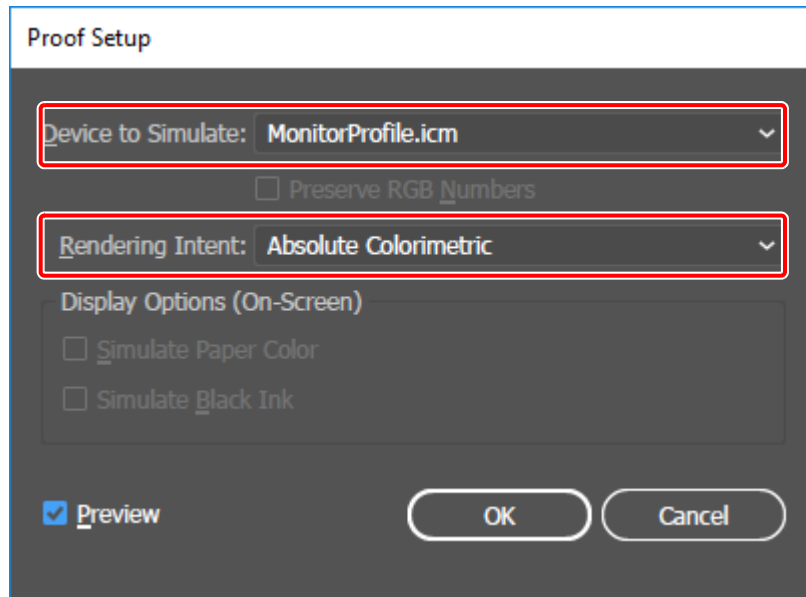 Proof Setup
Device to Simulate: MonitorProfile.icm
Preserve RGB Numbers
Rendering Intent: Absolute Colorimetric
Display Options (On-Screen)
Simulate Paper Color
Simulate Black Ink
Preview OK Cancel